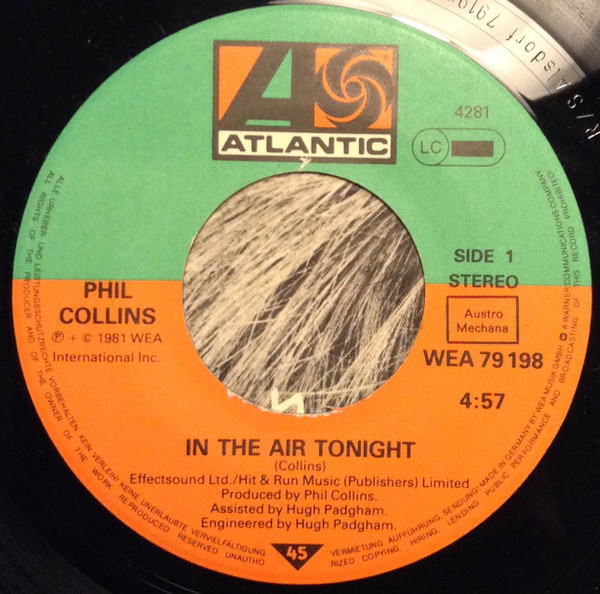 ATLANTIC
4281
LC
SIDE 1
STEREO
PHIL
COLLINS
℗ + © 1981 WEA
International Inc.
Austro
Mechana
WEA 79 198
4:57
IN THE AIR TONIGHT
(Collins)
Effectsound Ltd./Hit & Run Music (Publishers) Limited
Produced by Phil Collins.
Assisted by Hugh Padgham.
Engineered by Hugh Padgham.
45
ALLE URHEBER- UND LEISTUNGSSCHUTZRECHTE VORBEHALTEN. KEIN VERLEIH! KEINE UNERLAUBTE VERVIELFÄLTIGUNG
VERMIETUNG AUFFÜHRUNG, SENDUNG! MADE IN GERMANY BY WEA MUSIK GMBH A WARNER COMMUNICATIONS COMPANY
ALL RIGHTS OF THE PRODUCER AND OF THE OWNER OF THE WORK REPRODUCED RESERVED UNAUTHO
RIZED COPYING, HIRING, LENDING PUBLIC PERFORMANCE AND BROADCASTING OF THIS RECORD PROHIBITED
R/S Alsdorf